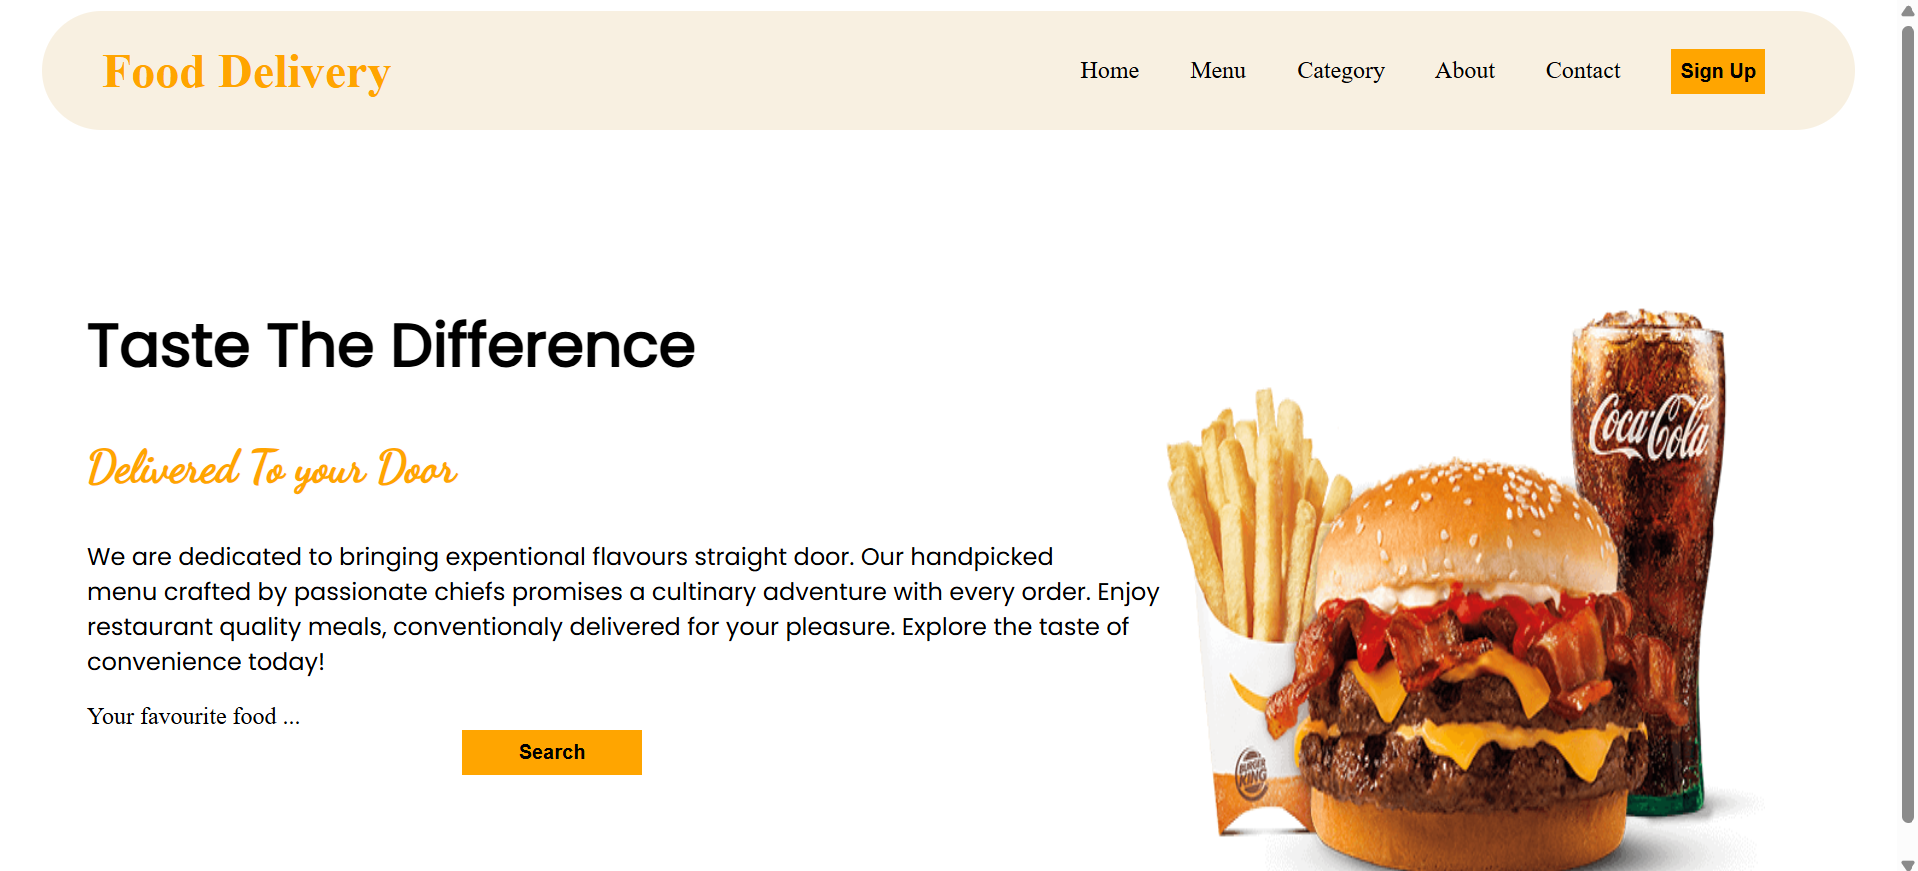 Food Delivery
Home Menu Category About Contact Sign Up
Taste The Difference
Delivered To your Door
We are dedicated to bringing expentional flavours straight door. Our handpicked
menu crafted by passionate chiefs promises a cultinary adventure with every order. Enjoy
restaurant quality meals, conventionaly delivered for your pleasure. Explore the taste of
convenience today!
Your favourite food ...
Search
Coca-Cola
BURGER
KING